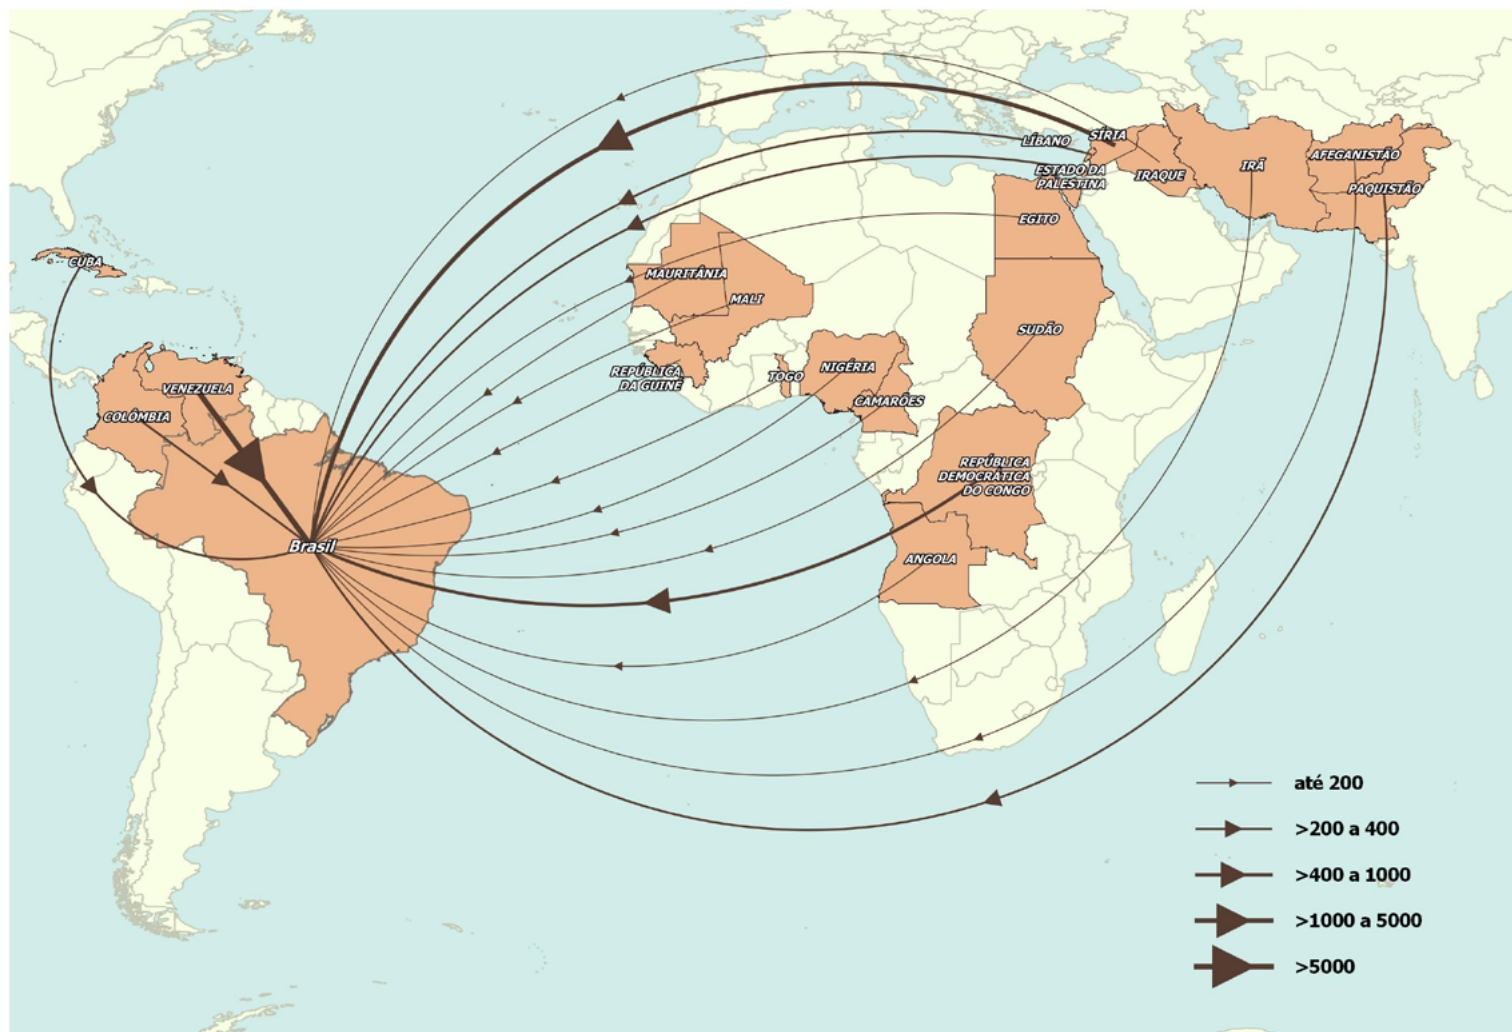 SÍRIA
LÍBANO
IRÃ
AFEGANISTÃO
ESTADO DA
PALESTINA
IRAQUE
PAQUISTÃO
EGITO
CUBA
MAURITÂNIA
MALI
SUDÃO
REPÚBLICA
DA GUINÉ
TOGO
NIGÉRIA
CAMARÕES
VENEZUELA
COLÔMBIA
REPÚBLICA
DEMOCRÁTICA
DO CONGO
Brasil
ANGOLA
até 200
>200 a 400
>400 a 1000
>1000 a 5000
>5000